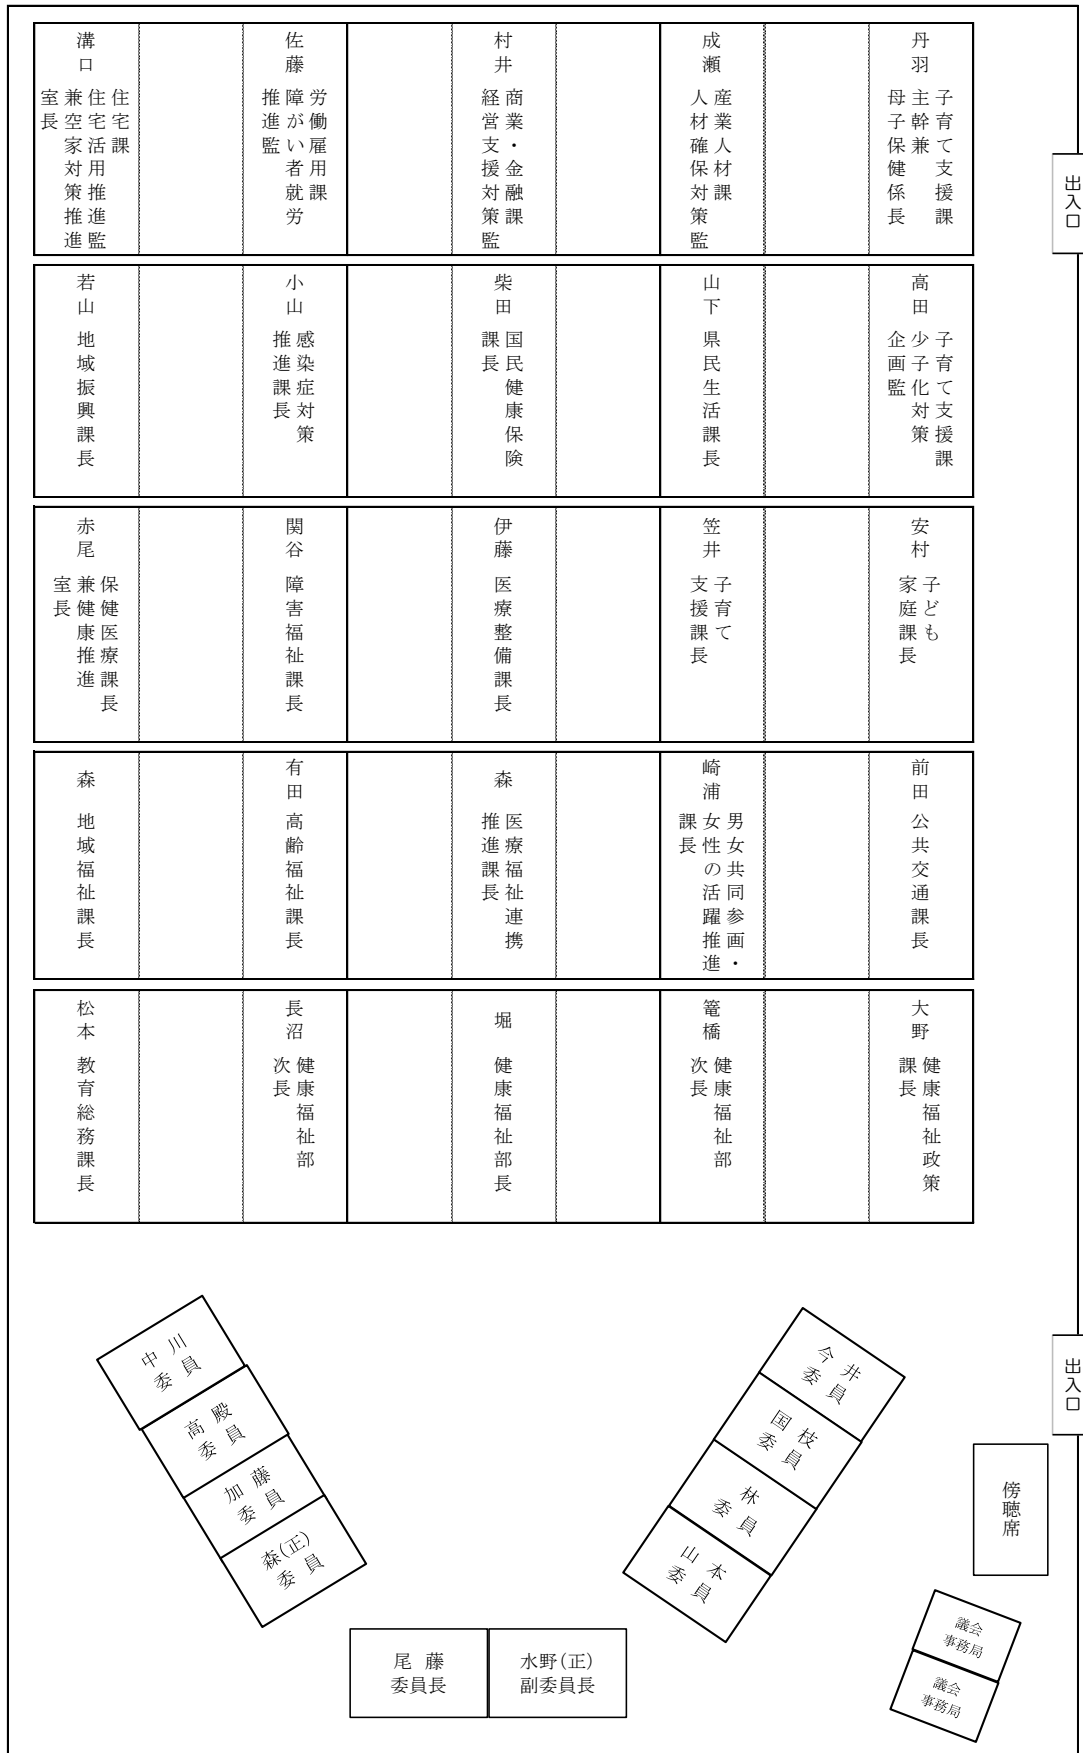 丹羽
子育て支援課
主幹兼
母子保健係長
成瀬
産業人材課
人材確保対策監
村井
商業・金融課
経営支援対策監
佐藤
労働雇用課
障がい者就労
推進監
溝口
住宅課
住宅活用推進監
兼空家対策推進
室長
出入口
高田
子育て支援課
少子化対策
企画監
山下
県民生活課長
柴田
国民健康保険
課長
小山
感染症対策
推進課長
若山
地域振興課長
安村
子ども
家庭課長
笠井
子育て
支援課長
伊藤
医療整備課長
関谷
障害福祉課長
赤尾
保健医療課長
兼健康推進
室長
前田
公共交通課長
崎浦
男女共同参画・
女性の活躍推進
課長
森
医療福祉連携
推進課長
有田
高齢福祉課長
森
地域福祉課長
大野
健康福祉政策
課長
篭橋
健康福祉部
次長
堀
健康福祉部長
長沼
健康福祉部
次長
松本
教育総務課長
出入口
中川
委員
高殿
委員
加藤
委員
森(正)
委員
今井
委員
国枝
委員
林
委員
山本
委員
傍聴席
尾藤
委員長
水野(正)
副委員長
議会
事務局
議会
事務局